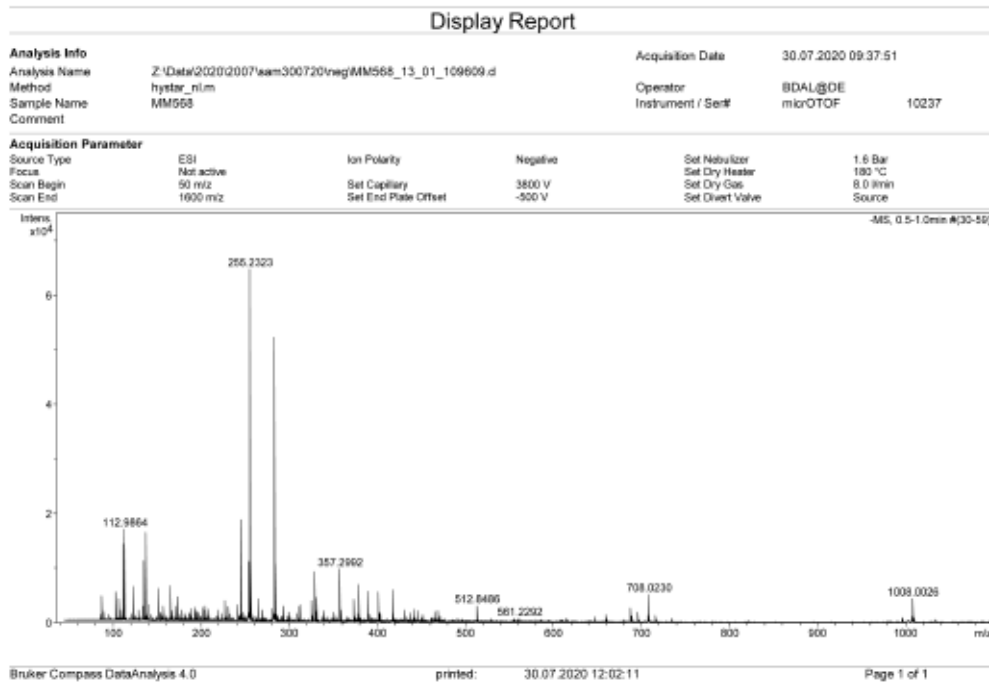 Display Report
Analysis Info
Acquisition Date 30.07.2020 09:37:51
Analysis Name Z:\Data\2020\2007\sam300720\neg\MM568_13_01_109609.d
Method hystar_nl.m Operator BDAL@DE
Sample Name MM568 Instrument / Ser# micrOTOF 10237
Comment
Acquisition Parameter
Source Type ESI Ion Polarity Negative Set Nebulizer 1.6 Bar
Focus Not active Set Dry Heater 180 °C
Scan Begin 50 m/z Set Capillary 3800 V Set Dry Gas 8.0 l/min
Scan End 1600 m/z Set End Plate Offset -500 V Set Divert Valve Source
Intens. -MS, 0.5-1.0min #(30-59)
x10⁴
255.2323
6
4
2
112.9864
357.2992
512.8486
561.2292
708.0230
1008.0026
0
100 200 300 400 500 600 700 800 900 1000 m/z
Bruker Compass DataAnalysis 4.0 printed: 30.07.2020 12:02:11 Page 1 of 1